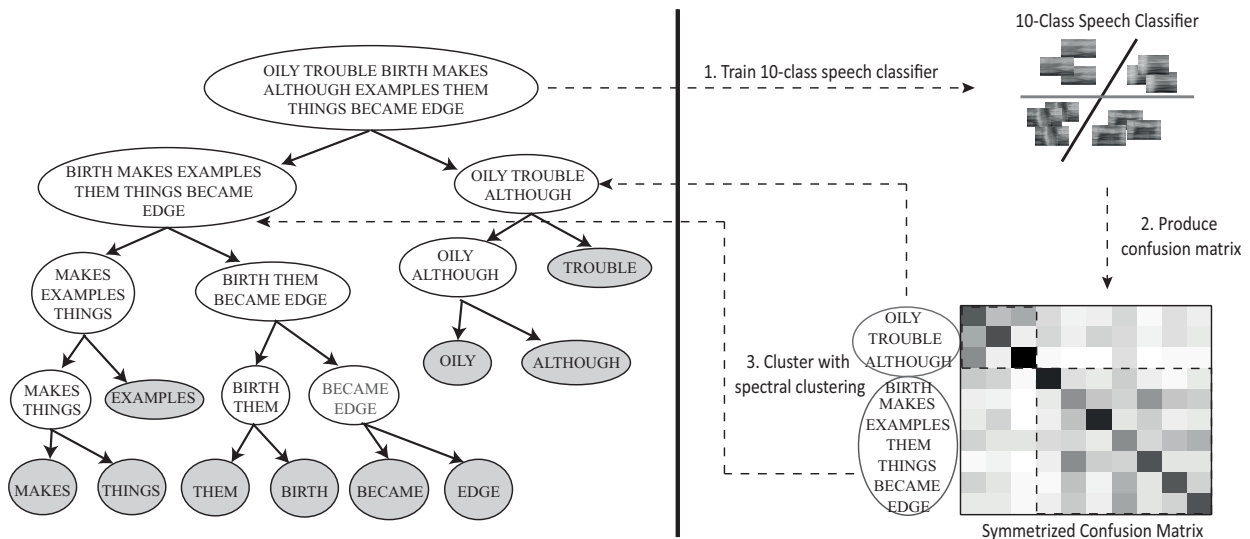 OILY TROUBLE BIRTH MAKES
ALTHOUGH EXAMPLES THEM
THINGS BECAME EDGE
BIRTH MAKES EXAMPLES
THEM THINGS BECAME
EDGE
OILY TROUBLE
ALTHOUGH
MAKES
EXAMPLES
THINGS
BIRTH THEM
BECAME EDGE
OILY
ALTHOUGH
TROUBLE
MAKES
THINGS
EXAMPLES
BIRTH
THEM
BECAME
EDGE
OILY
ALTHOUGH
MAKES
THINGS
THEM
BIRTH
BECAME
EDGE
10-Class Speech Classifier
1. Train 10-class speech classifier
2. Produce
confusion matrix
3. Cluster with
spectral clustering
OILY
TROUBLE
ALTHOUGH
BIRTH
MAKES
EXAMPLES
THEM
THINGS
BECAME
EDGE
Symmetrized Confusion Matrix